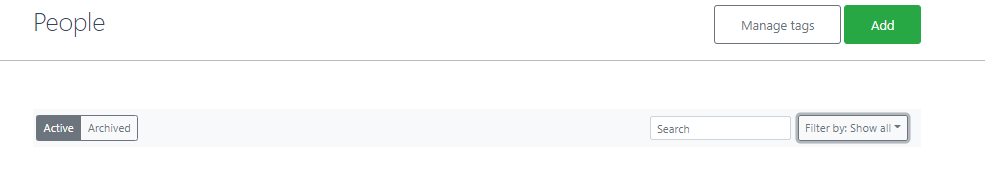 People
Manage tags
Add
Active
Archived
Search
Filter by: Show all